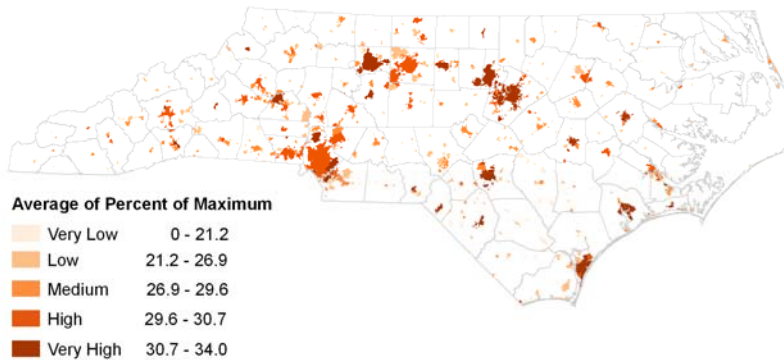 Average of Percent of Maximum
Very Low 0 - 21.2
Low 21.2 - 26.9
Medium 26.9 - 29.6
High 29.6 - 30.7
Very High 30.7 - 34.0